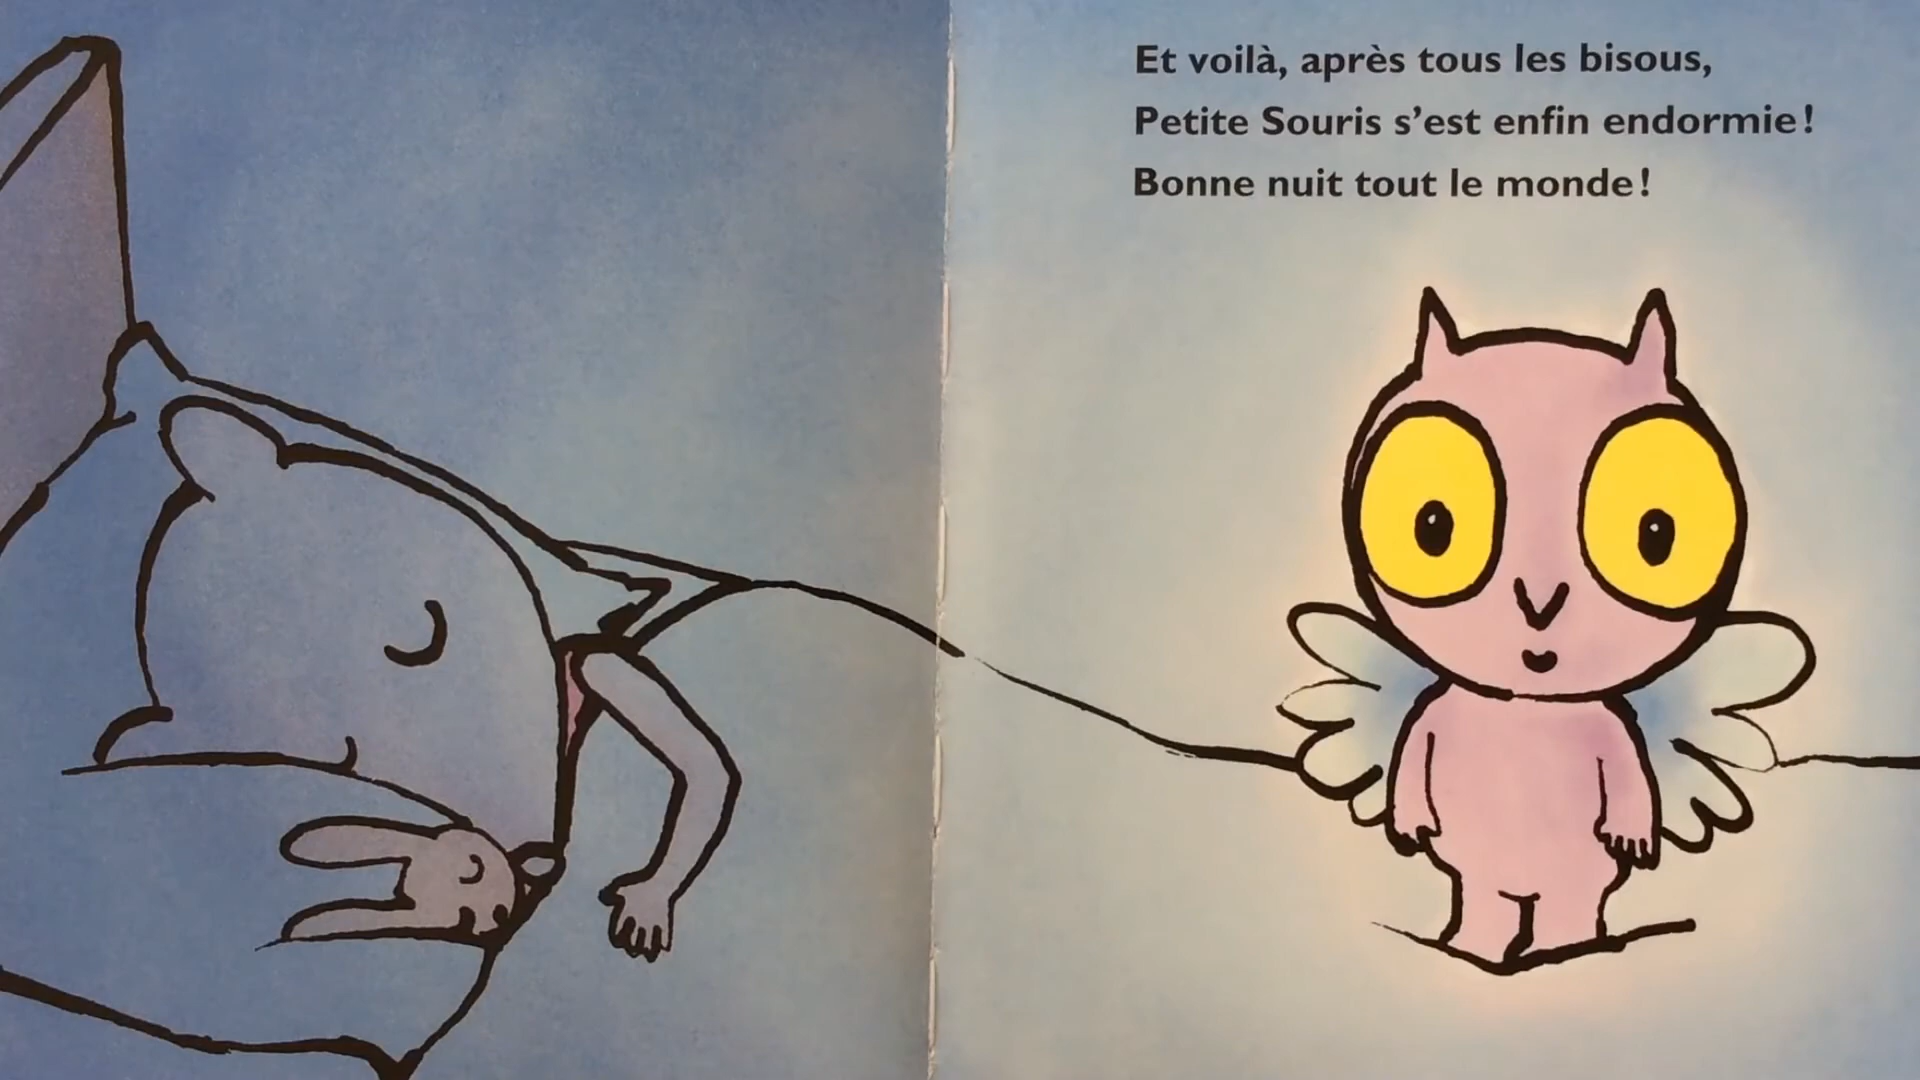 Et voilà, après tous les bisous,
Petite Souris s'est enfin endormie !
Bonne nuit tout le monde !